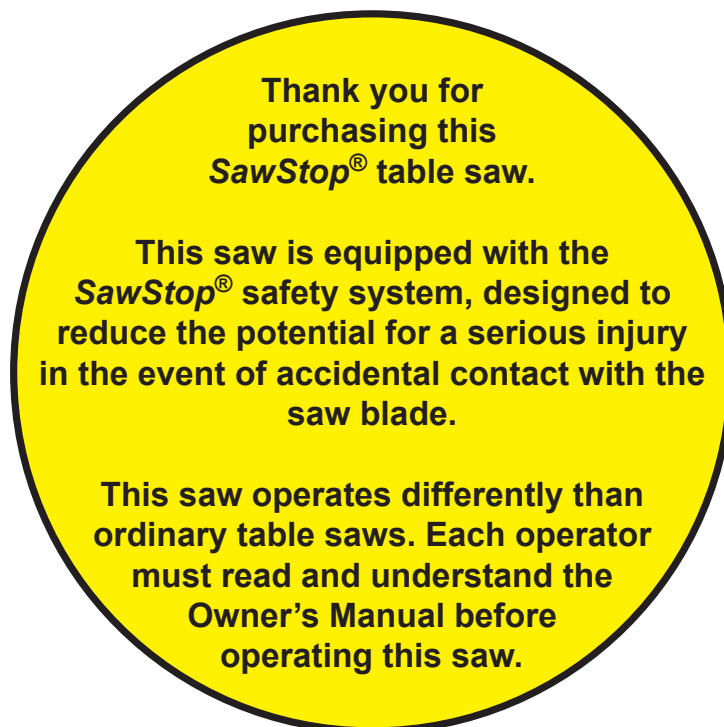 Thank you for
purchasing this
SawStop® table saw.
This saw is equipped with the
SawStop® safety system, designed to
reduce the potential for a serious injury
in the event of accidental contact with the
saw blade.
This saw operates differently than
ordinary table saws. Each operator
must read and understand the
Owner’s Manual before
operating this saw.